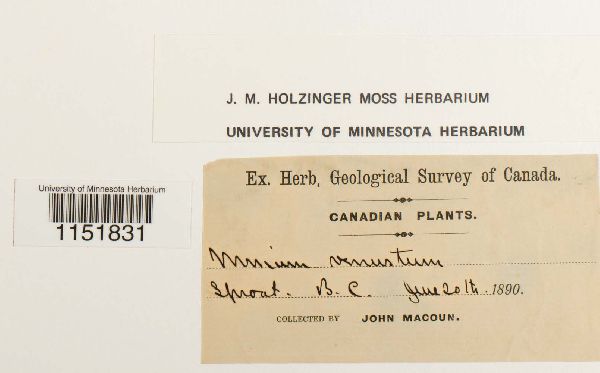 J. M. HOLZINGER MOSS HERBARIUM
UNIVERSITY OF MINNESOTA HERBARIUM
University of Minnesota Herbarium
1151831
Ex. Herb. Geological Survey of Canada.
CANADIAN PLANTS.
Mnium venustum
Sproat. B. C. June 20th. 1890.
COLLECTED BY JOHN MACOUN.